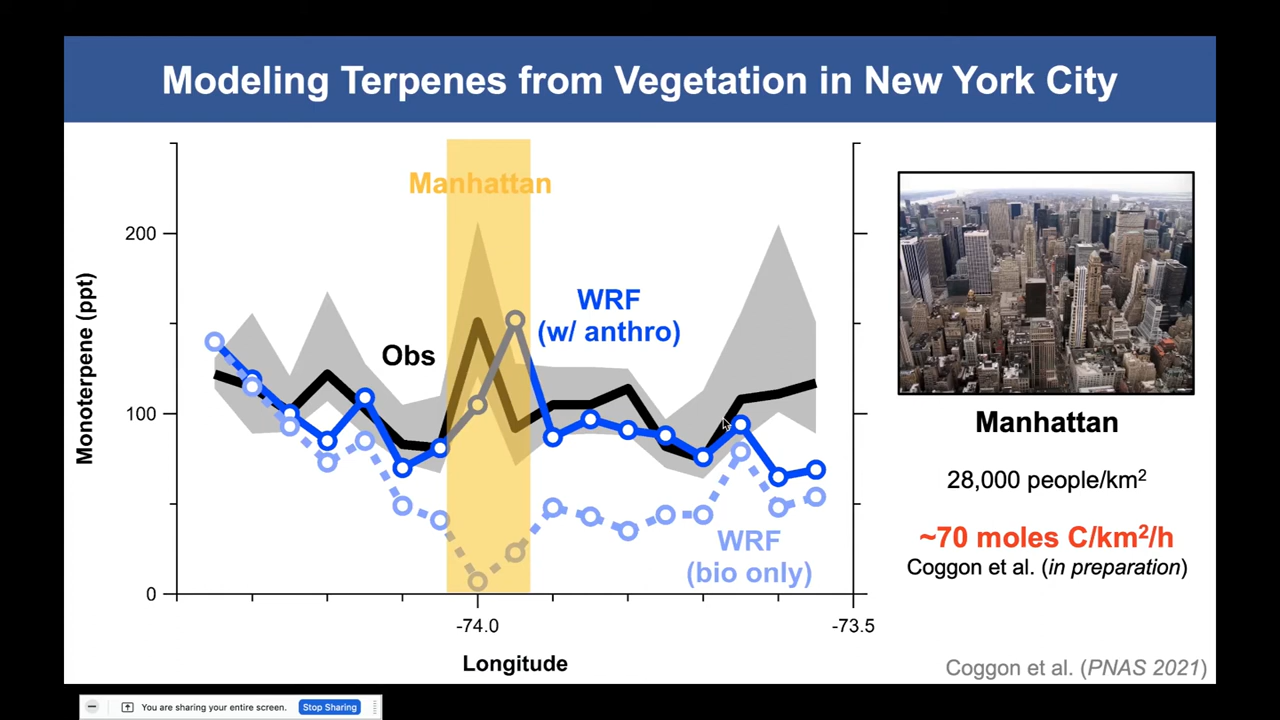 Modeling Terpenes from Vegetation in New York City
Manhattan
200
100
0
Monoterpene (ppt)
Obs
WRF
(w/ anthro)
WRF
(bio only)
-74.0
-73.5
Longitude
Manhattan
28,000 people/km²
~70 moles C/km²/h
Coggon et al. (in preparation)
Coggon et al. (PNAS 2021)
You are sharing your entire screen.
Stop Sharing